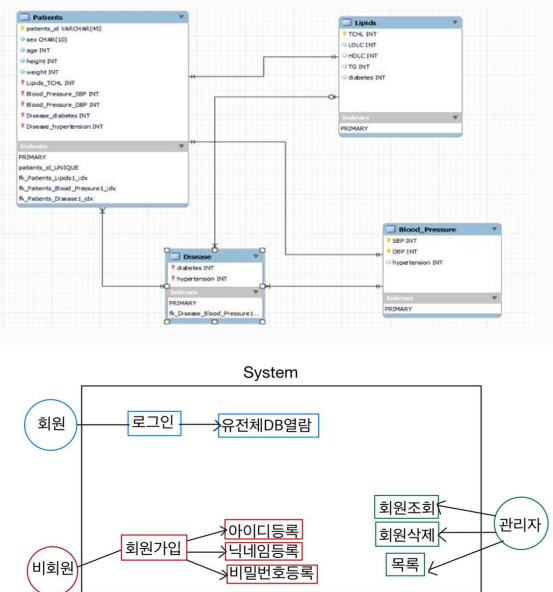 Patients
patients_id VARCHAR(45)
sex CHAR(10)
age INT
height INT
weight INT
Lipids_TCHL INT
Blood_Pressure_SBP INT
Blood_Pressure_DBP INT
Disease_diabetes INT
Disease_hypertension INT
Indexes
PRIMARY
patients_id_UNIQUE
fk_Patients_Lipids1_idx
fk_Patients_Blood_Pressure1_idx
fk_Patients_Disease1_idx
Lipids
TCHL INT
LDLC INT
HDLC INT
TG INT
diabetes INT
Indexes
PRIMARY
Disease
diabetes INT
hypertension INT
Indexes
PRIMARY
fk_Disease_Blood_Pressure1...
Blood_Pressure
SBP INT
DBP INT
hypertension INT
Indexes
PRIMARY
System
회원
로그인
유전체DB열람
비회원
회원가입
아이디등록
닉네임등록
비밀번호등록
회원조회
회원삭제
목록
관리자